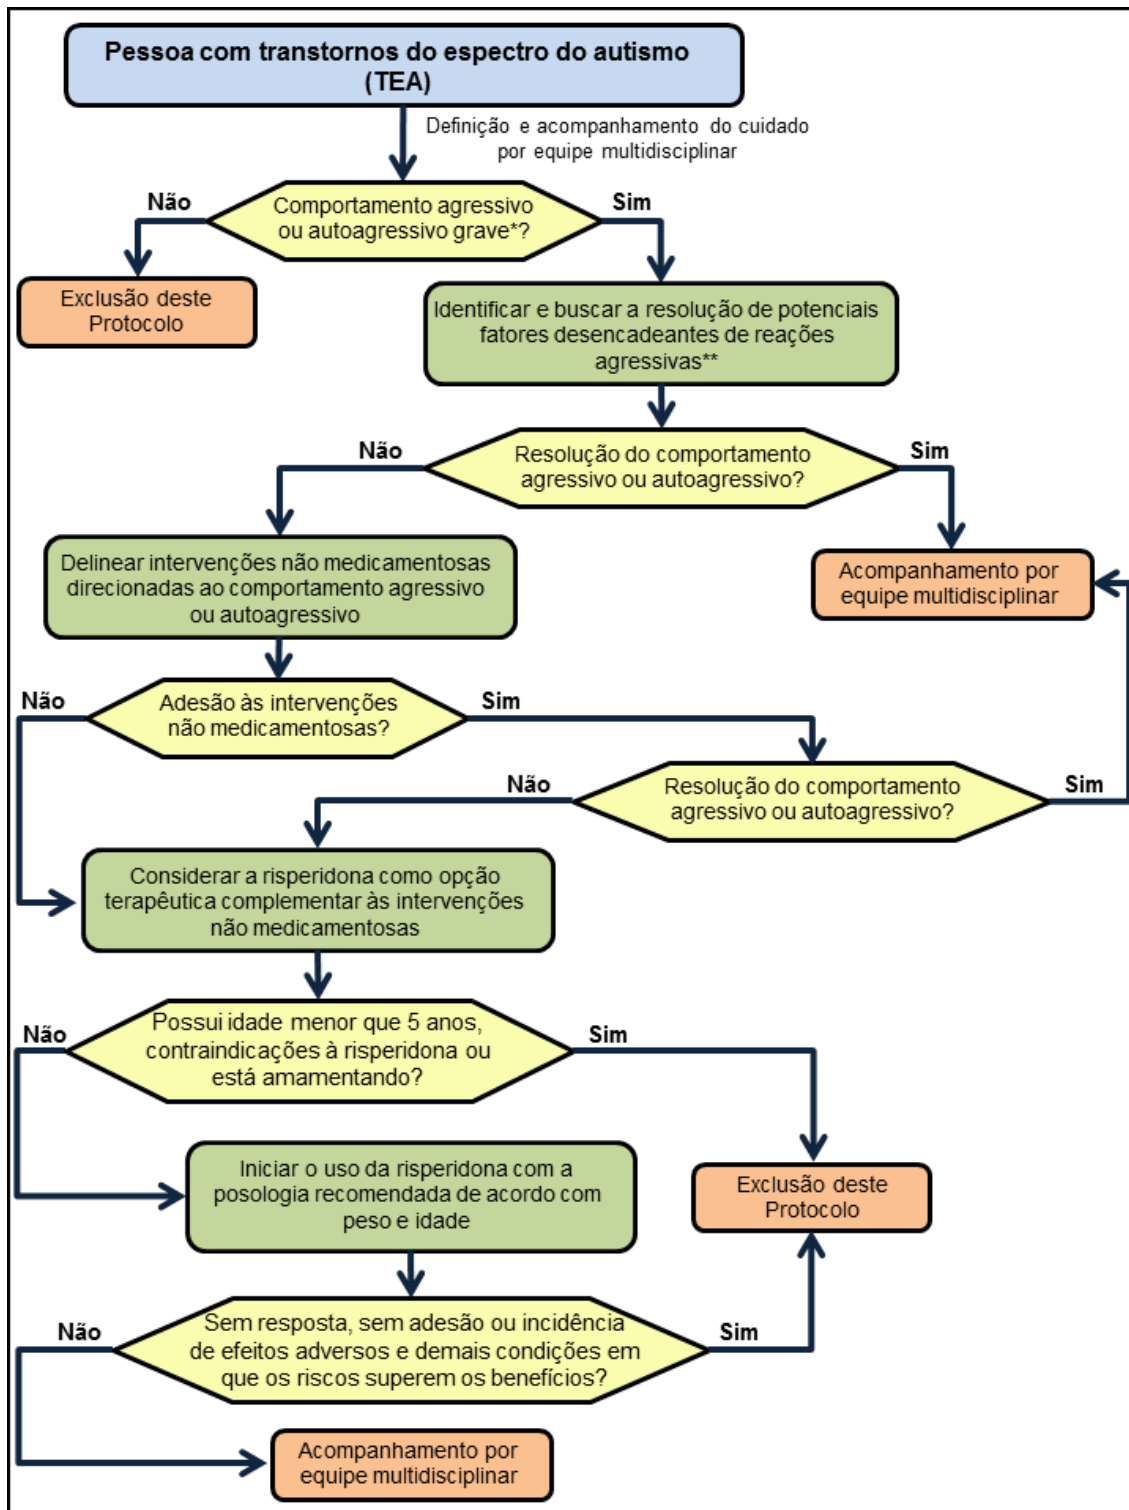 Pessoa com transtornos do espectro do autismo
(TEA)
Definição e acompanhamento do cuidado
por equipe multidisciplinar
Não
Comportamento agressivo
ou autoagressivo grave*?
Sim
Exclusão deste
Protocolo
Identificar e buscar a resolução de potenciais
fatores desencadeantes de reações
agressivas**
Não
Resolução do comportamento
agressivo ou autoagressivo?
Sim
Delinear intervenções não medicamentosas
direcionadas ao comportamento agressivo
ou autoagressivo
Acompanhamento por
equipe multidisciplinar
Não
Adesão às intervenções
não medicamentosas?
Sim
Não
Resolução do comportamento
agressivo ou autoagressivo?
Sim
Considerar a risperidona como opção
terapêutica complementar às intervenções
não medicamentosas
Não
Possui idade menor que 5 anos,
contraindicações à risperidona ou
está amamentando?
Sim
Iniciar o uso da risperidona com a
posologia recomendada de acordo com
peso e idade
Exclusão deste
Protocolo
Não
Sem resposta, sem adesão ou incidência
de efeitos adversos e demais condições em
que os riscos superem os benefícios?
Sim
Acompanhamento por
equipe multidisciplinar